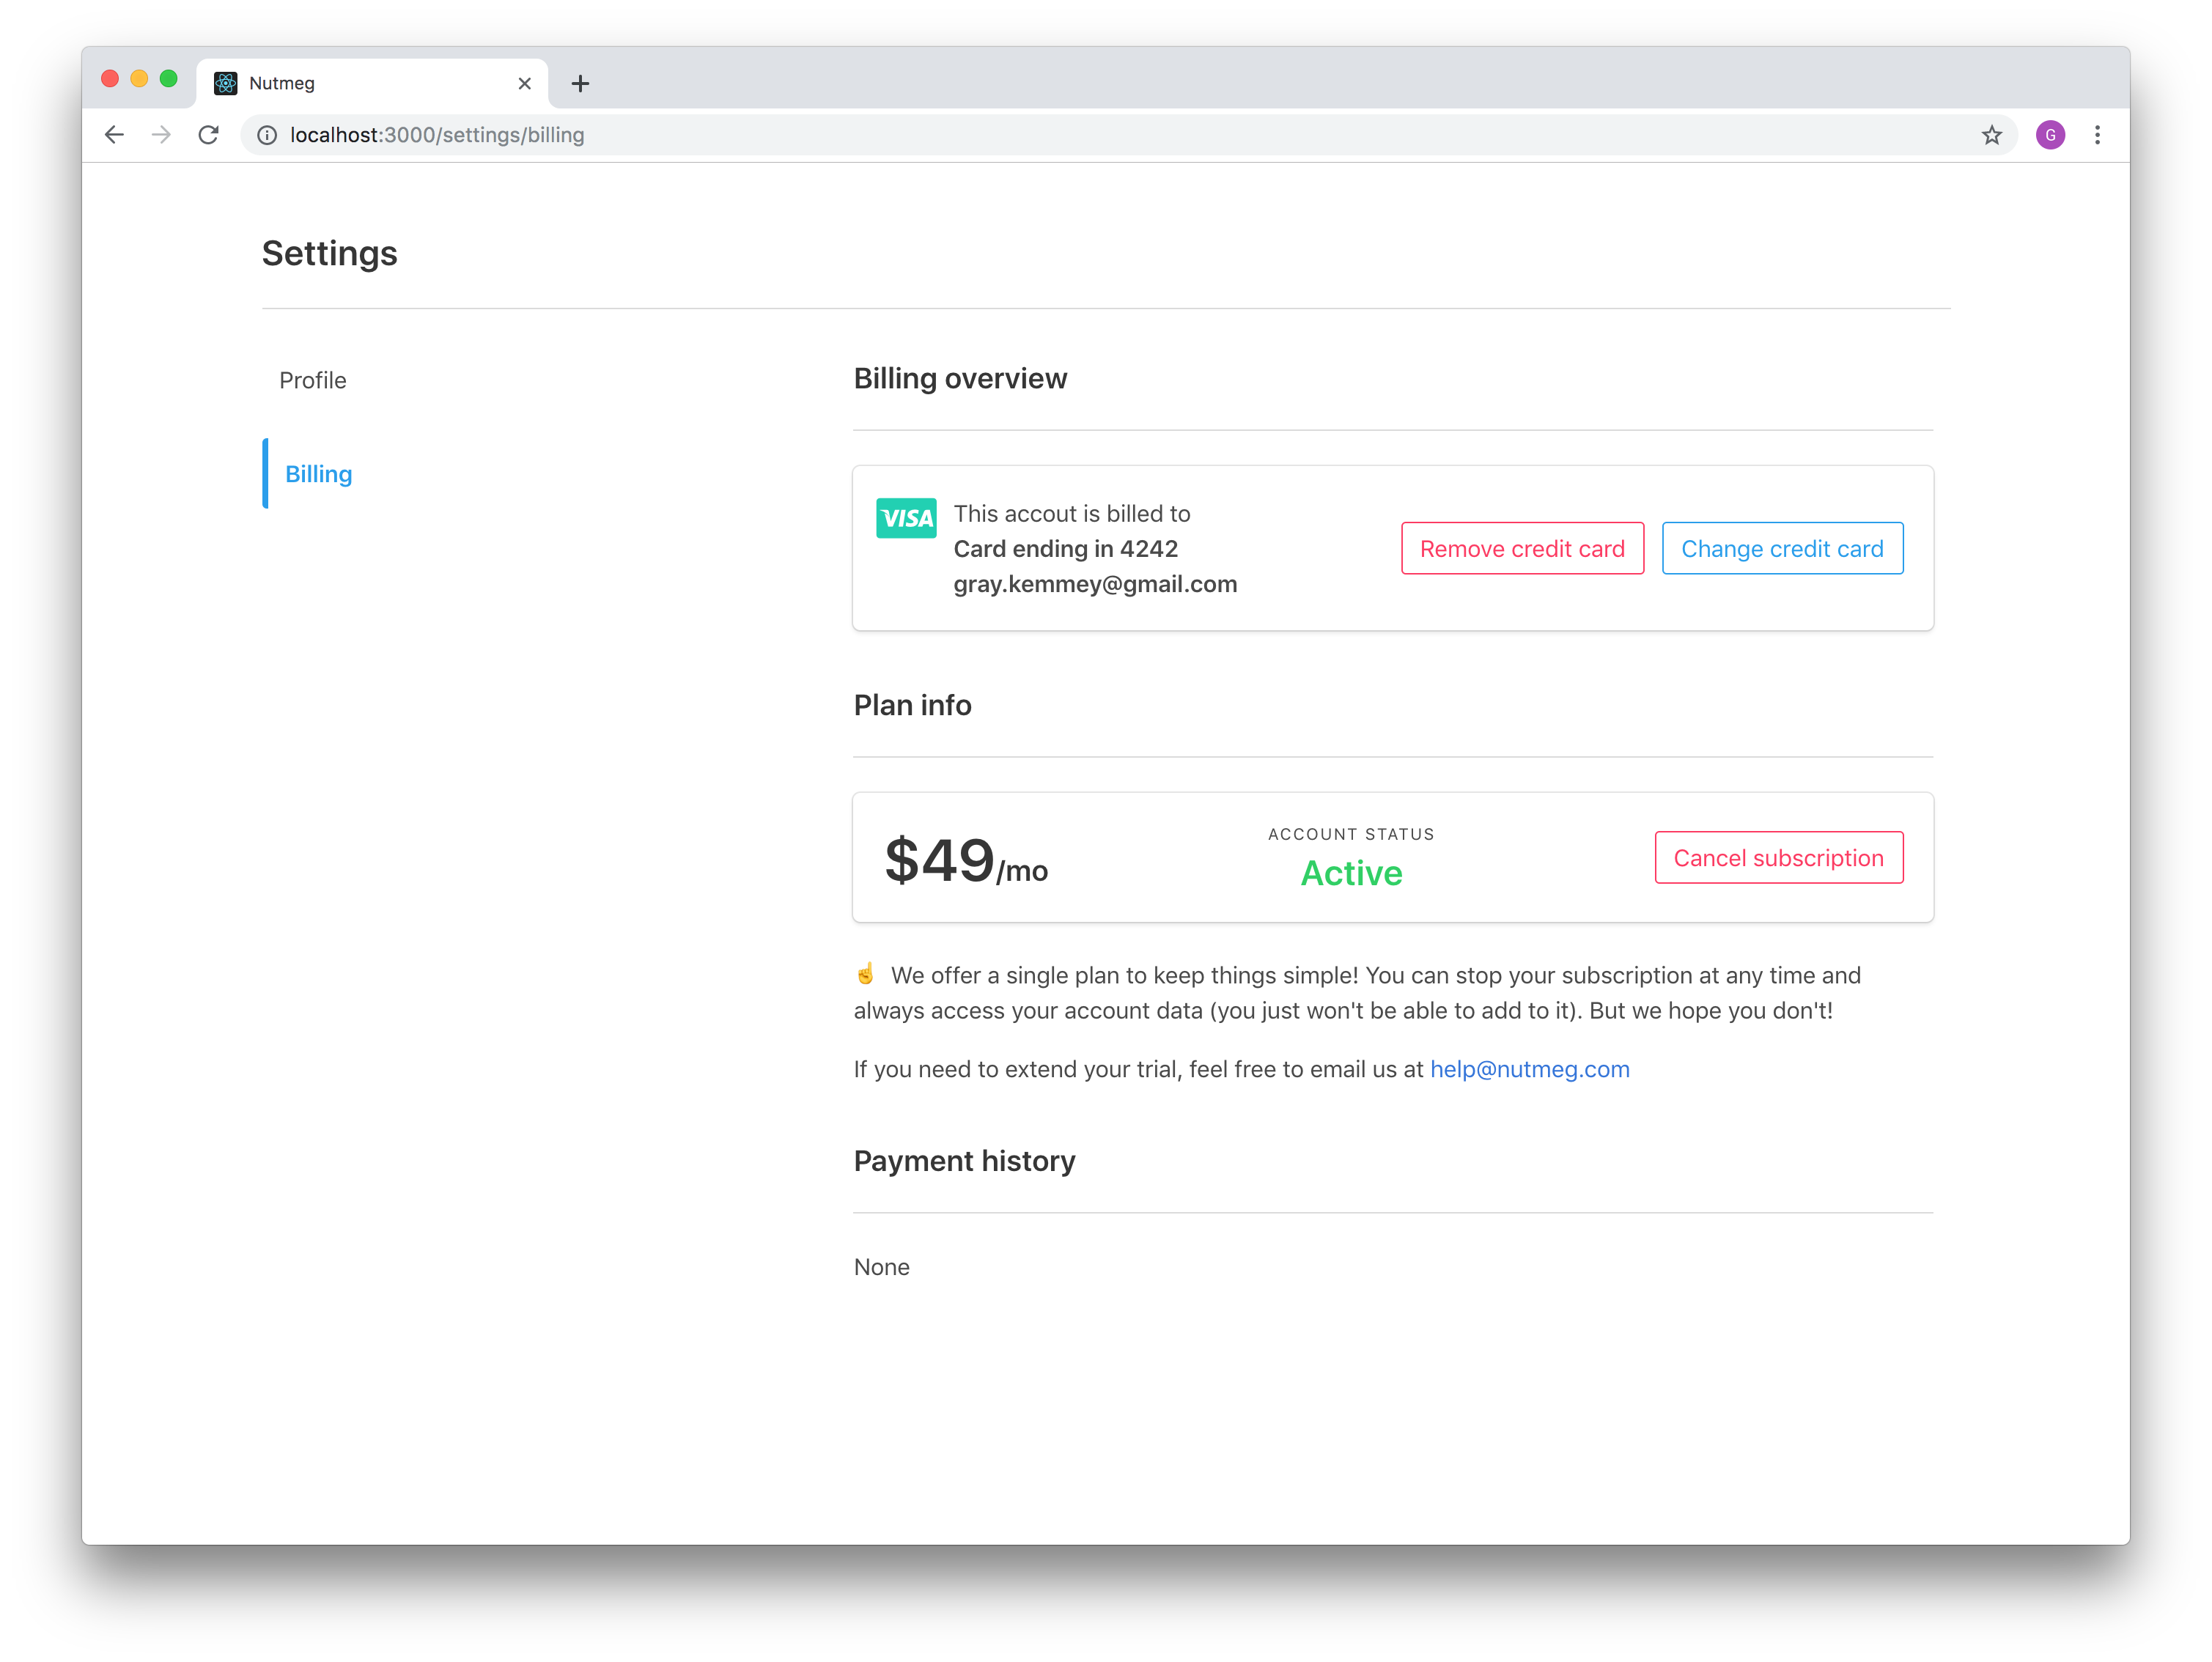 Nutmeg
localhost:3000/settings/billing
G
Settings
Profile
Billing
Billing overview
VISA
This accout is billed to
Card ending in 4242
gray.kemmey@gmail.com
Remove credit card
Change credit card
Plan info
$49/mo
ACCOUNT STATUS
Active
Cancel subscription
☝️ We offer a single plan to keep things simple! You can stop your subscription at any time and
always access your account data (you just won't be able to add to it). But we hope you don't!
If you need to extend your trial, feel free to email us at help@nutmeg.com
Payment history
None